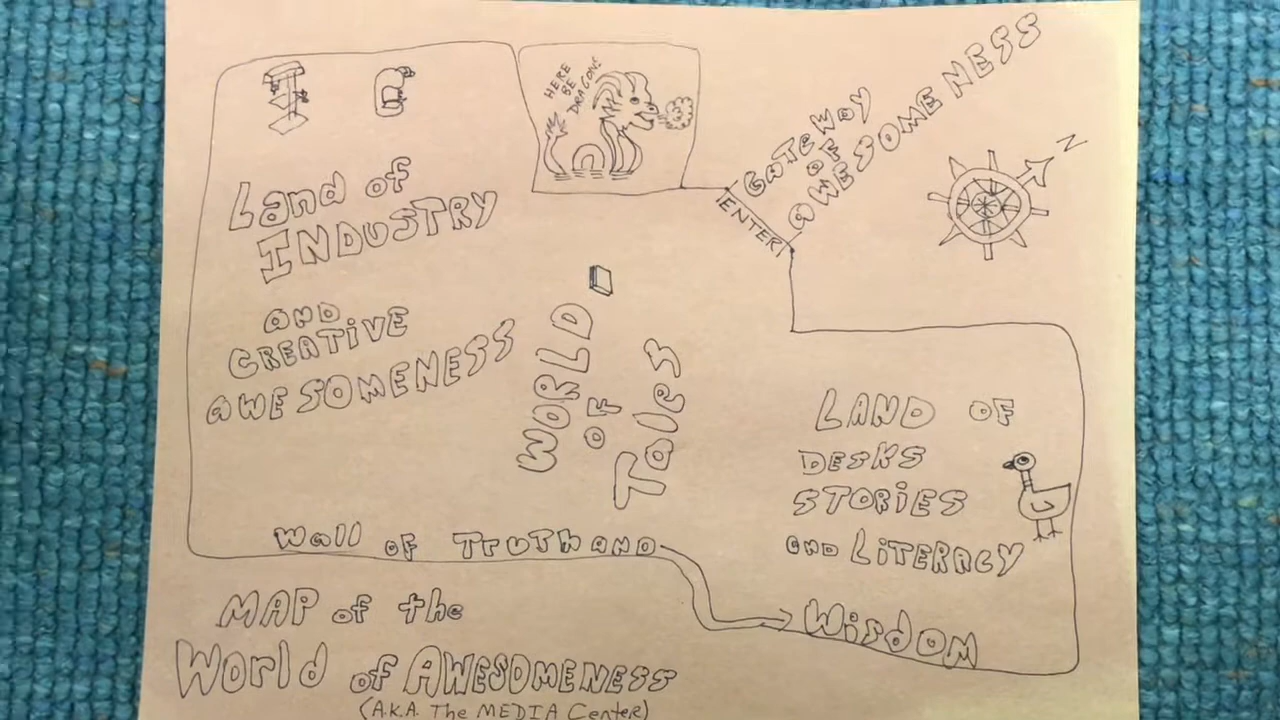 HERE
BE
DRAGONS
GATEWAY
OF
AWESOMENESS
N
ENTER
Land of
INDUSTRY
AND
CREATIVE
AWESOMENESS
WORLD
OF
Tales
LAND OF
DESKS
STORIES
AND LITERACY
Wall of TRUTH AND
Wisdom
MAP of the
World of AWESOMENESS
(A.K.A. The MEDIA Center)